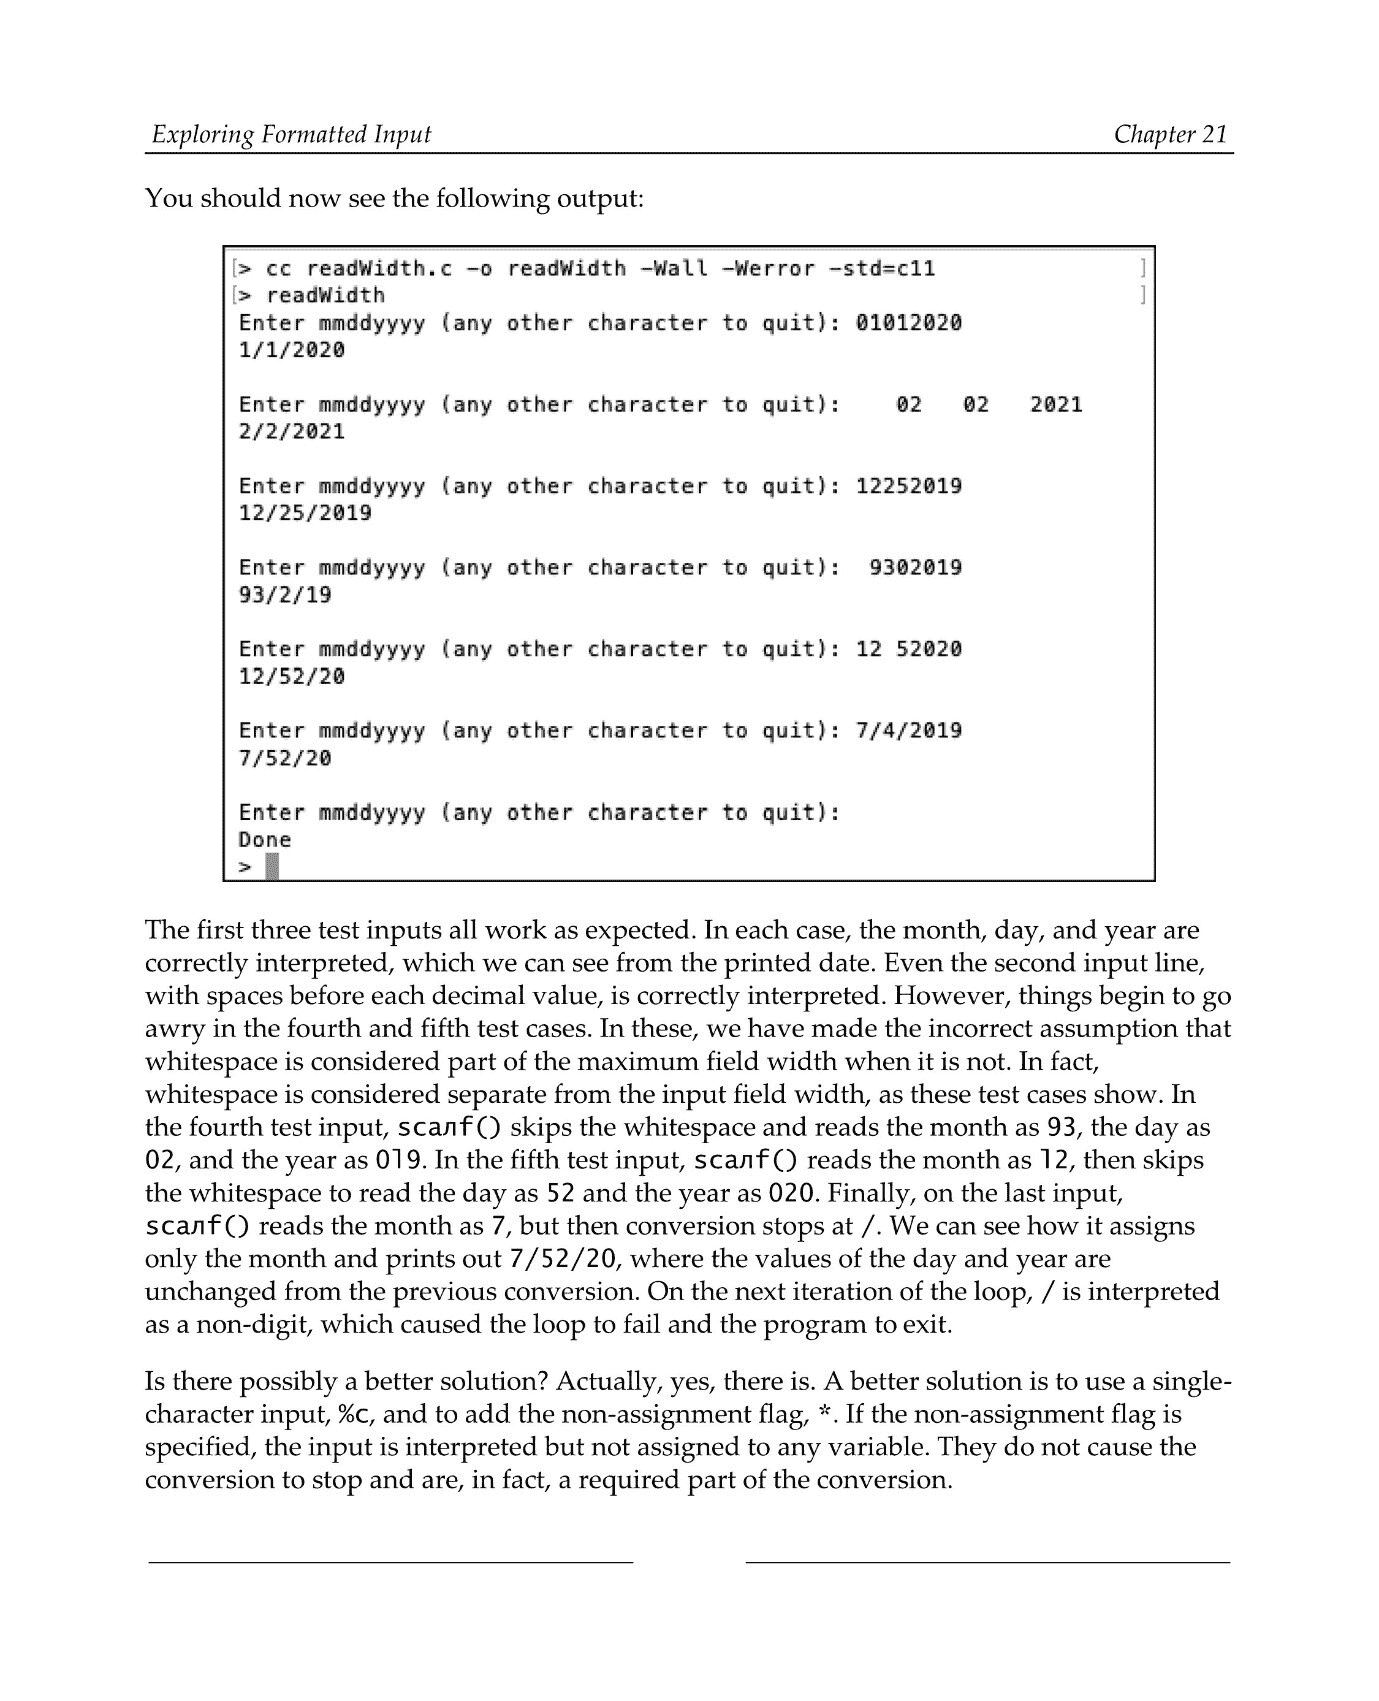 Exploring Formatted Input Chapter 21
You should now see the following output:
[> cc readWidth.c -o readWidth -Wall -Werror -std=c11 ]
[> readWidth ]
Enter mmddyyyy (any other character to quit): 01012020
1/1/2020
Enter mmddyyyy (any other character to quit):    02   02   2021
2/2/2021
Enter mmddyyyy (any other character to quit): 12252019
12/25/2019
Enter mmddyyyy (any other character to quit):  9302019
93/2/19
Enter mmddyyyy (any other character to quit): 12 52020
12/52/20
Enter mmddyyyy (any other character to quit): 7/4/2019
7/52/20
Enter mmddyyyy (any other character to quit):
Done
>
The first three test inputs all work as expected. In each case, the month, day, and year are
correctly interpreted, which we can see from the printed date. Even the second input line,
with spaces before each decimal value, is correctly interpreted. However, things begin to go
awry in the fourth and fifth test cases. In these, we have made the incorrect assumption that
whitespace is considered part of the maximum field width when it is not. In fact,
whitespace is considered separate from the input field width, as these test cases show. In
the fourth test input, scanf() skips the whitespace and reads the month as 93, the day as
02, and the year as 019. In the fifth test input, scanf() reads the month as 12, then skips
the whitespace to read the day as 52 and the year as 020. Finally, on the last input,
scanf() reads the month as 7, but then conversion stops at /. We can see how it assigns
only the month and prints out 7/52/20, where the values of the day and year are
unchanged from the previous conversion. On the next iteration of the loop, / is interpreted
as a non-digit, which caused the loop to fail and the program to exit.
Is there possibly a better solution? Actually, yes, there is. A better solution is to use a single-
character input, %c, and to add the non-assignment flag, *. If the non-assignment flag is
specified, the input is interpreted but not assigned to any variable. They do not cause the
conversion to stop and are, in fact, a required part of the conversion.